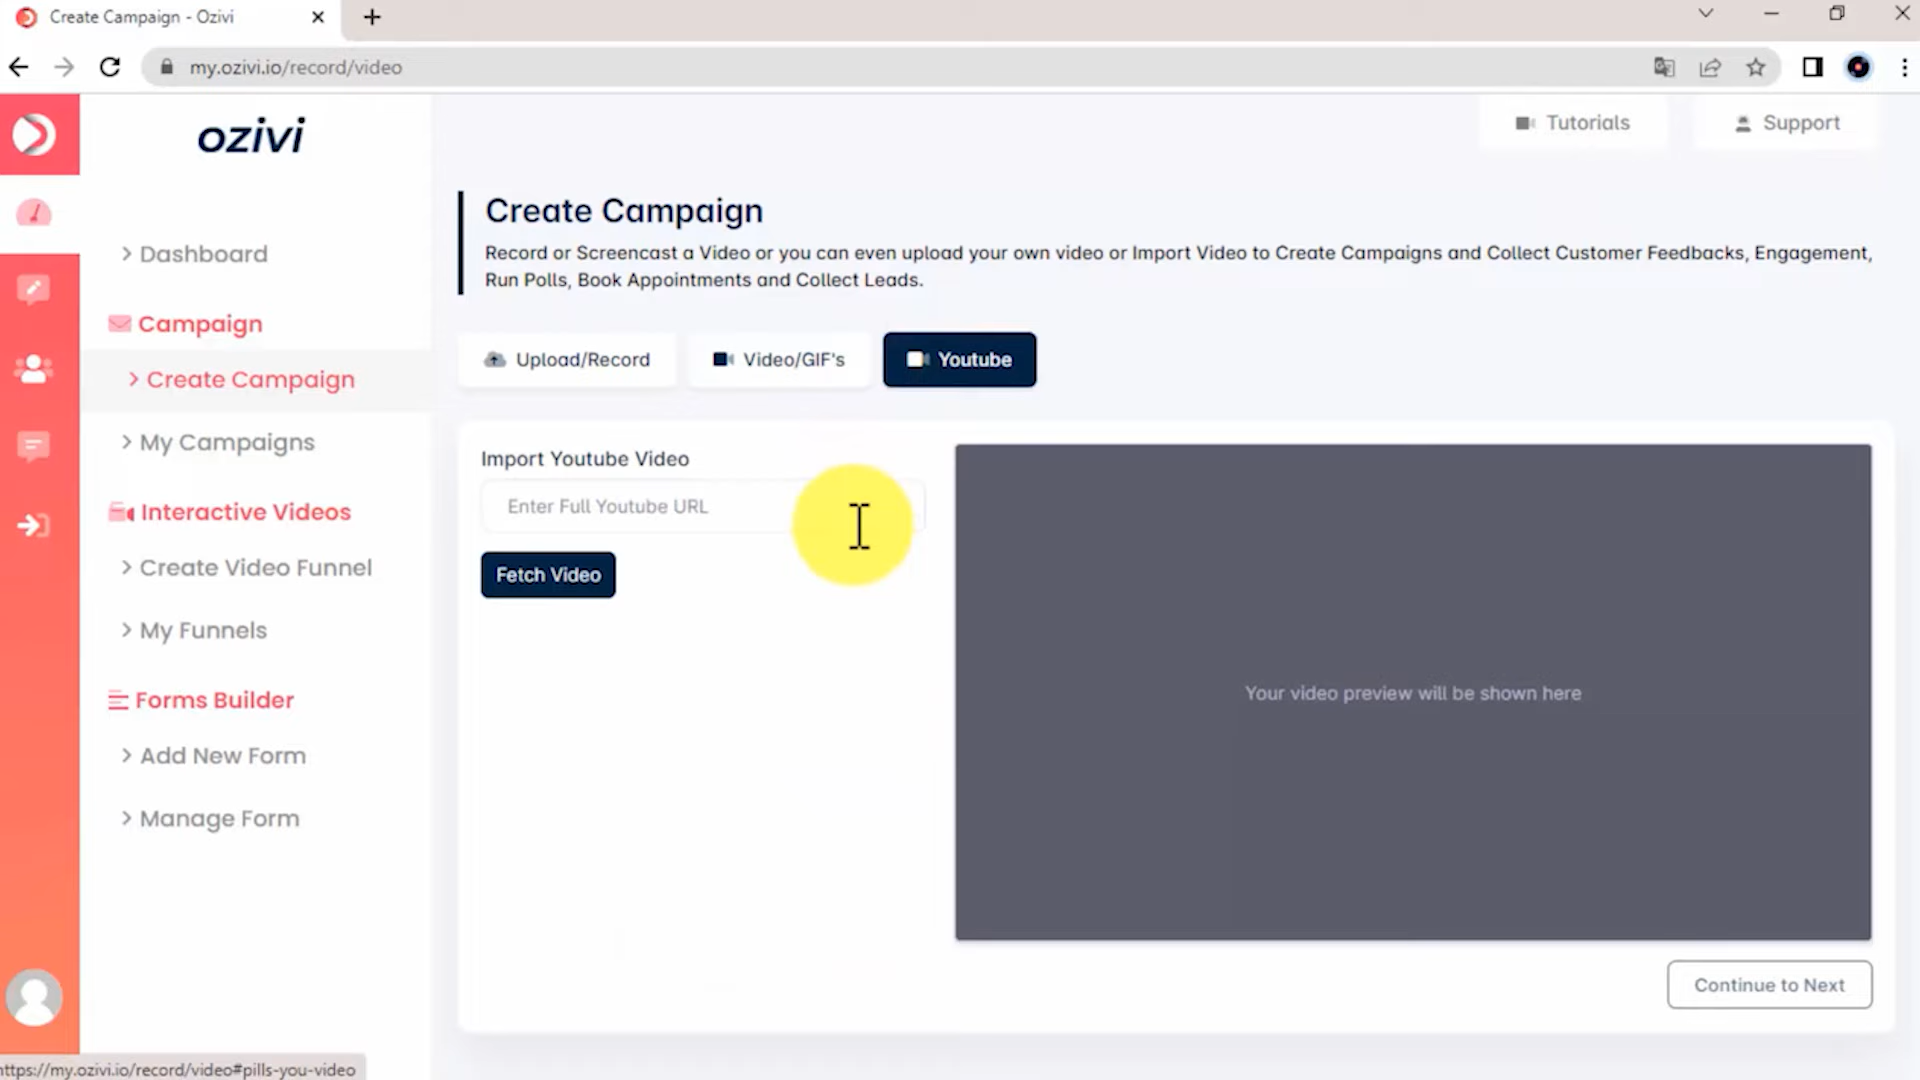 Create Campaign - Ozivi
my.ozivi.io/record/video
ozivi
Tutorials
Support
Dashboard
Campaign
Create Campaign
My Campaigns
Interactive Videos
Create Video Funnel
My Funnels
Forms Builder
Add New Form
Manage Form
Create Campaign
Record or Screencast a Video or you can even upload your own video or Import Video to Create Campaigns and Collect Customer Feedbacks, Engagement,
Run Polls, Book Appointments and Collect Leads.
Upload/Record
Video/GIF's
Youtube
Import Youtube Video
Enter Full Youtube URL
Fetch Video
Your video preview will be shown here
Continue to Next
https://my.ozivi.io/record/video#pills-you-video